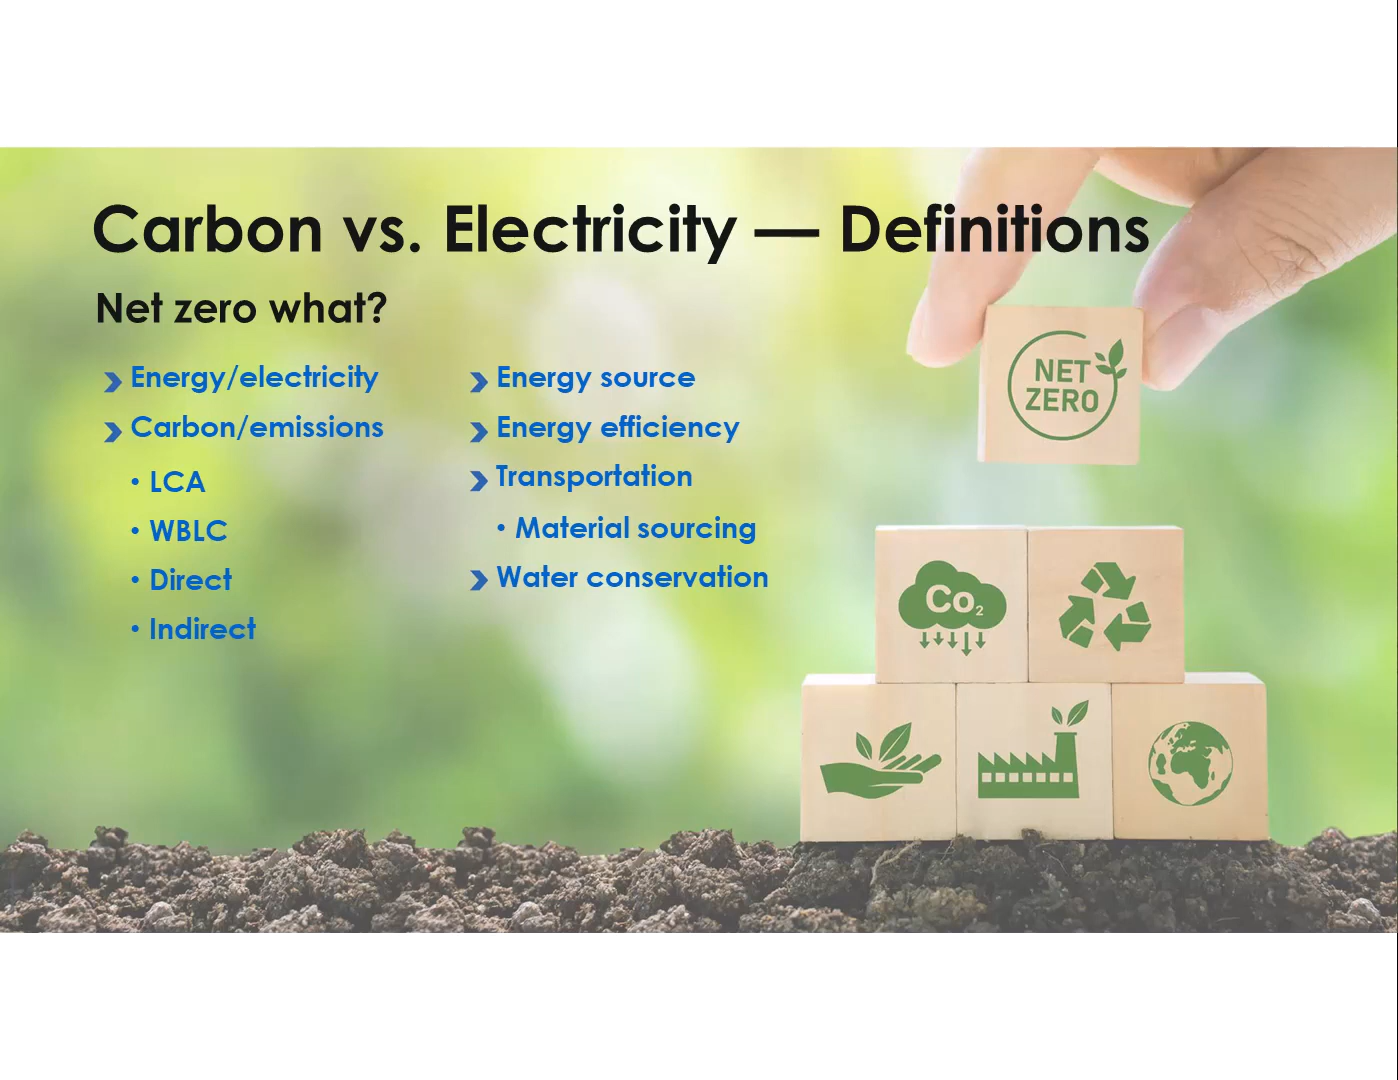 Carbon vs. Electricity — Definitions
Net zero what?
Energy/electricity
Carbon/emissions
• LCA
• WBLC
• Direct
• Indirect
Energy source
Energy efficiency
Transportation
• Material sourcing
Water conservation
NET
ZERO
Co₂